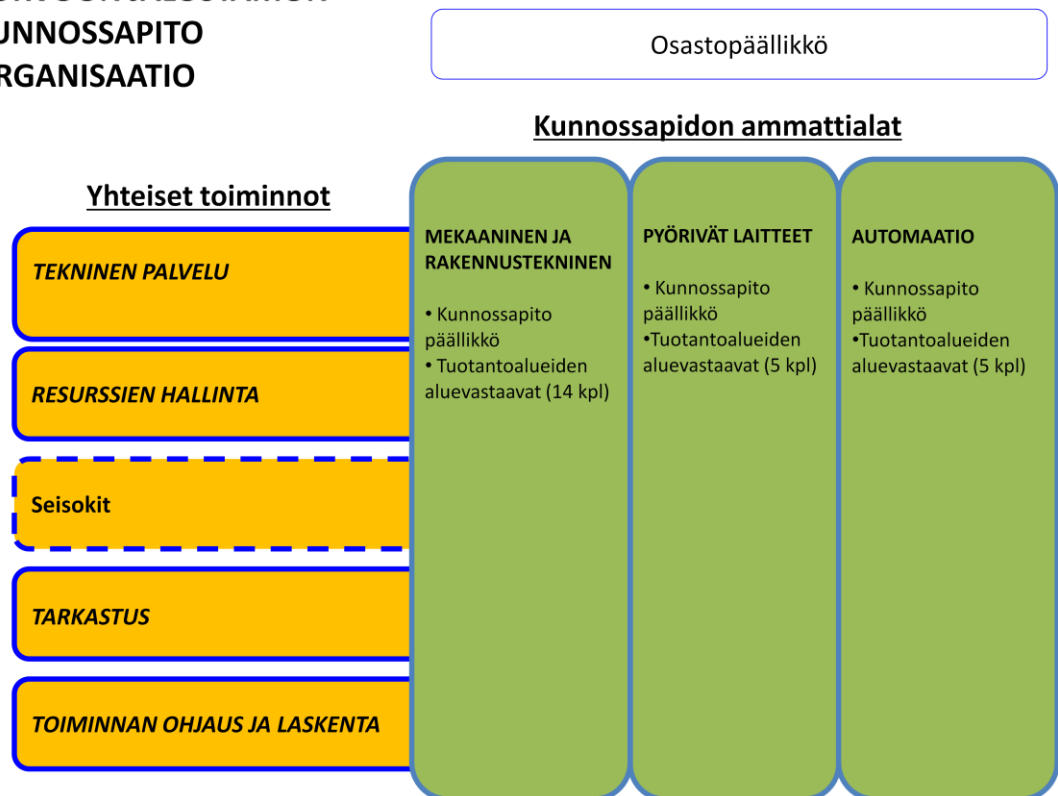 UNNOSSAPITO
RGANISAATIO
Osastopäällikkö
Kunnossapidon ammattialat
Yhteiset toiminnot
TEKNINEN PALVELU
RESURSSIEN HALLINTA
Seisokit
TARKASTUS
TOIMINNAN OHJAUS JA LASKENTA
MEKAANINEN JA
RAKENNUSTEKNINEN
• Kunnossapito
päällikkö
• Tuotantoalueiden
aluevastaavat (14 kpl)
PYÖRIVÄT LAITTEET
• Kunnossapito
päällikkö
•Tuotantoalueiden
aluevastaavat (5 kpl)
AUTOMAATIO
• Kunnossapito
päällikkö
•Tuotantoalueiden
aluevastaavat (5 kpl)